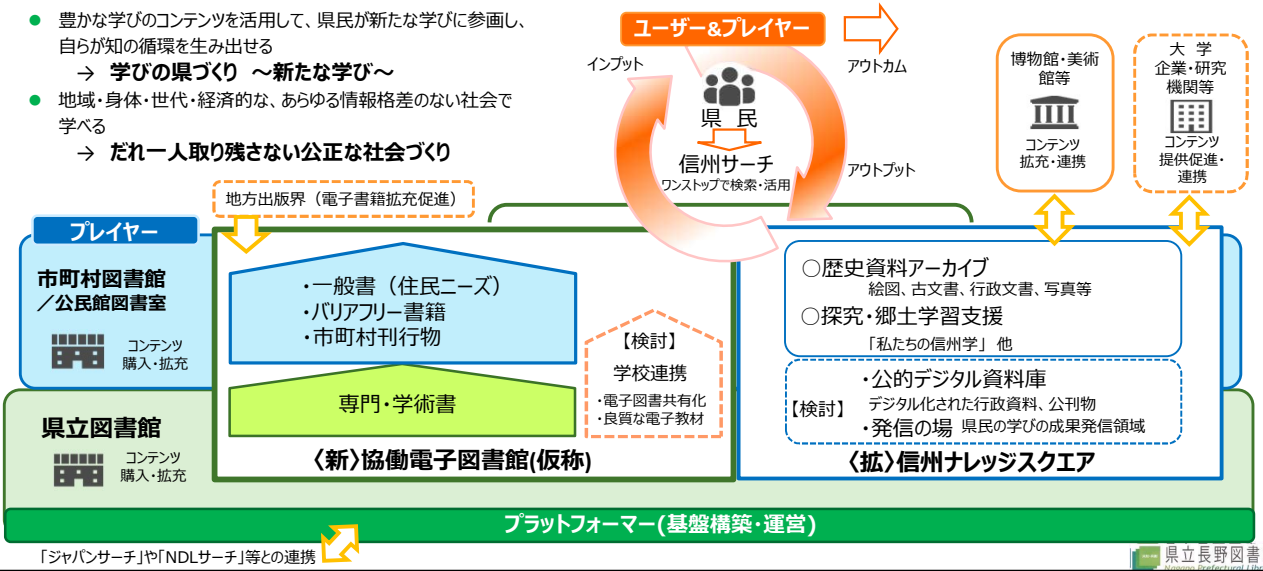 ● 豊かな学びのコンテンツを活用して、県民が新たな学びに参画し、
自らが知の循環を生み出せる
→ 学びの県づくり ～新たな学び～
● 地域・身体・世代・経済的な、あらゆる情報格差のない社会で
学べる
→ だれ一人取り残さない公正な社会づくり
ユーザー&プレイヤー
インプット
アウトカム
県 民
信州サーチ
ワンストップで検索・活用
アウトプット
博物館・美術
館等
コンテンツ
拡充・連携
大 学
企業・研究
機関等
コンテンツ
提供促進・
連携
地方出版界（電子書籍拡充促進）
プレイヤー
市町村図書館
／公民館図書室
コンテンツ
購入・拡充
・一般書（住民ニーズ）
・バリアフリー書籍
・市町村刊行物
専門・学術書
【検討】
学校連携
・電子図書共有化
・良質な電子教材
〈新〉協働電子図書館(仮称)
○歴史資料アーカイブ
絵図、古文書、行政文書、写真等
○探究・郷土学習支援
「私たちの信州学」 他
【検討】
・公的デジタル資料庫
デジタル化された行政資料、公刊物
・発信の場 県民の学びの成果発信領域
〈拡〉信州ナレッジスクエア
県立図書館
コンテンツ
購入・拡充
プラットフォーマー(基盤構築・運営)
「ジャパンサーチ」や「NDLサーチ」等との連携
県立長野図書
Nagano Prefectural Libr